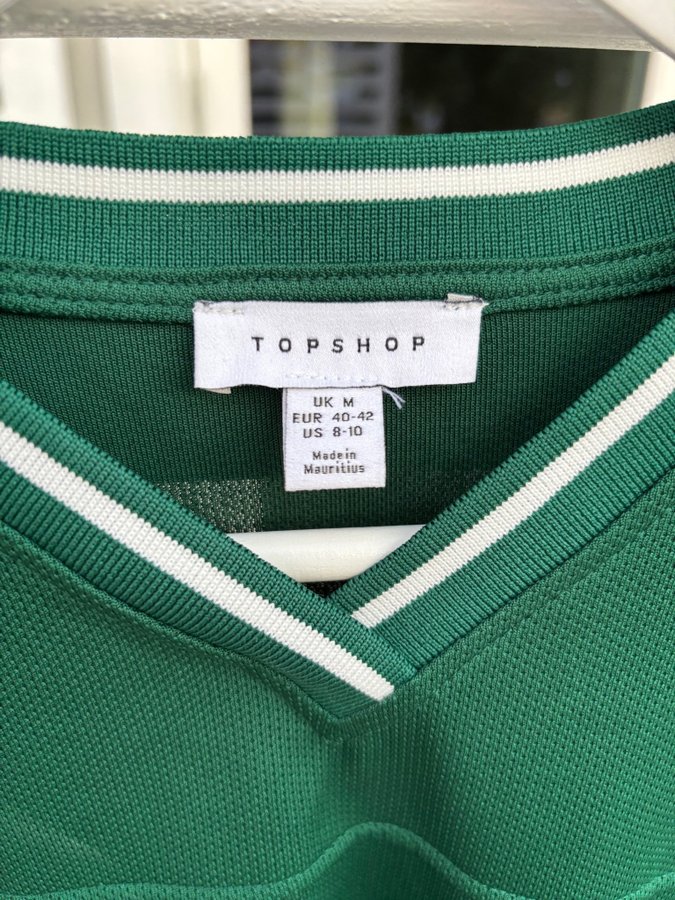 TOPSHOP
UK M
EUR 40-42
US 8-10
Made in
Mauritius